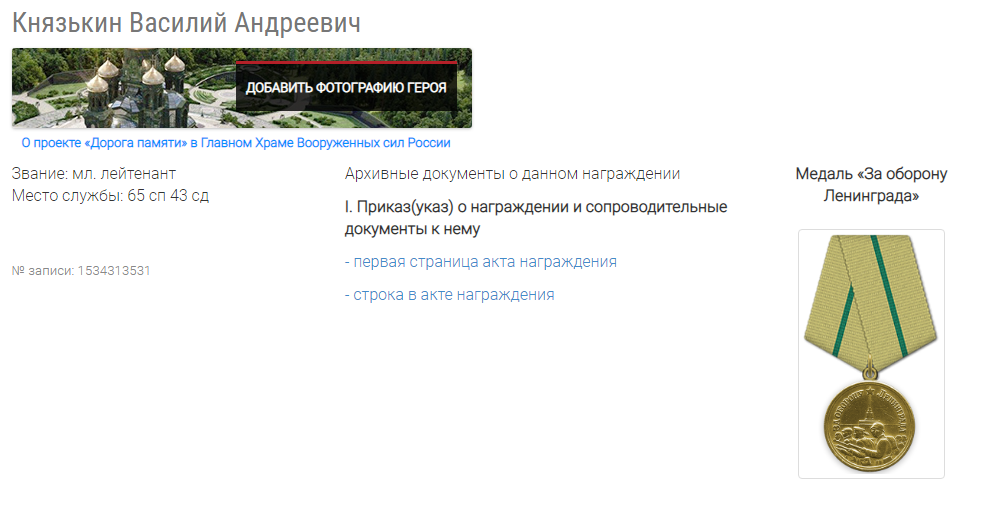 Князькин Василий Андреевич
ДОБАВИТЬ ФОТОГРАФИЮ ГЕРОЯ
О проекте «Дорога памяти» в Главном Храме Вооруженных сил России
Звание: мл. лейтенант
Место службы: 65 сп 43 сд
№ записи: 1534313531
Архивные документы о данном награждении
I. Приказ(указ) о награждении и сопроводительные
документы к нему
- первая страница акта награждения
- строка в акте награждения
Медаль «За оборону
Ленинграда»
ЗА ОБОРОНУ ЛЕНИНГРАДА